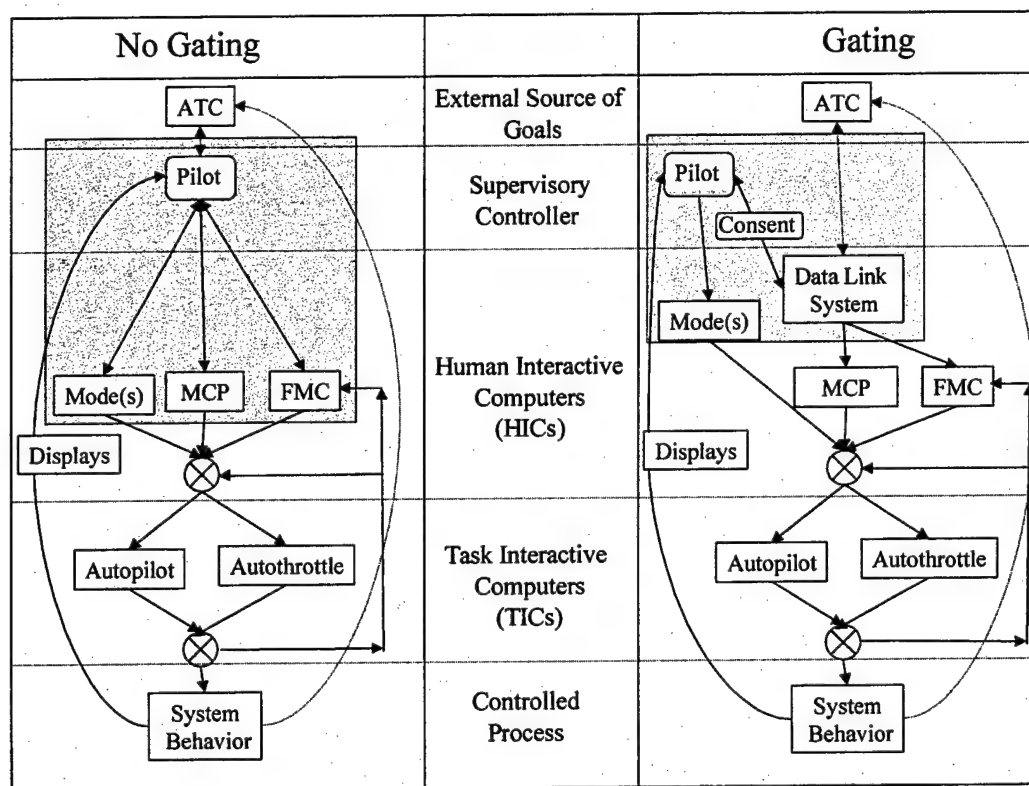 No Gating
Gating
ATC
External Source of
Goals
ATC
Pilot
Supervisory
Controller
Pilot
Consent
Data Link
System
Mode(s)
MCP
FMC
Human Interactive
Computers
(HICs)
Mode(s)
MCP
FMC
Displays
Displays
Autopilot
Autothrottle
Task Interactive
Computers
(TICs)
Autopilot
Autothrottle
System
Behavior
Controlled
Process
System
Behavior